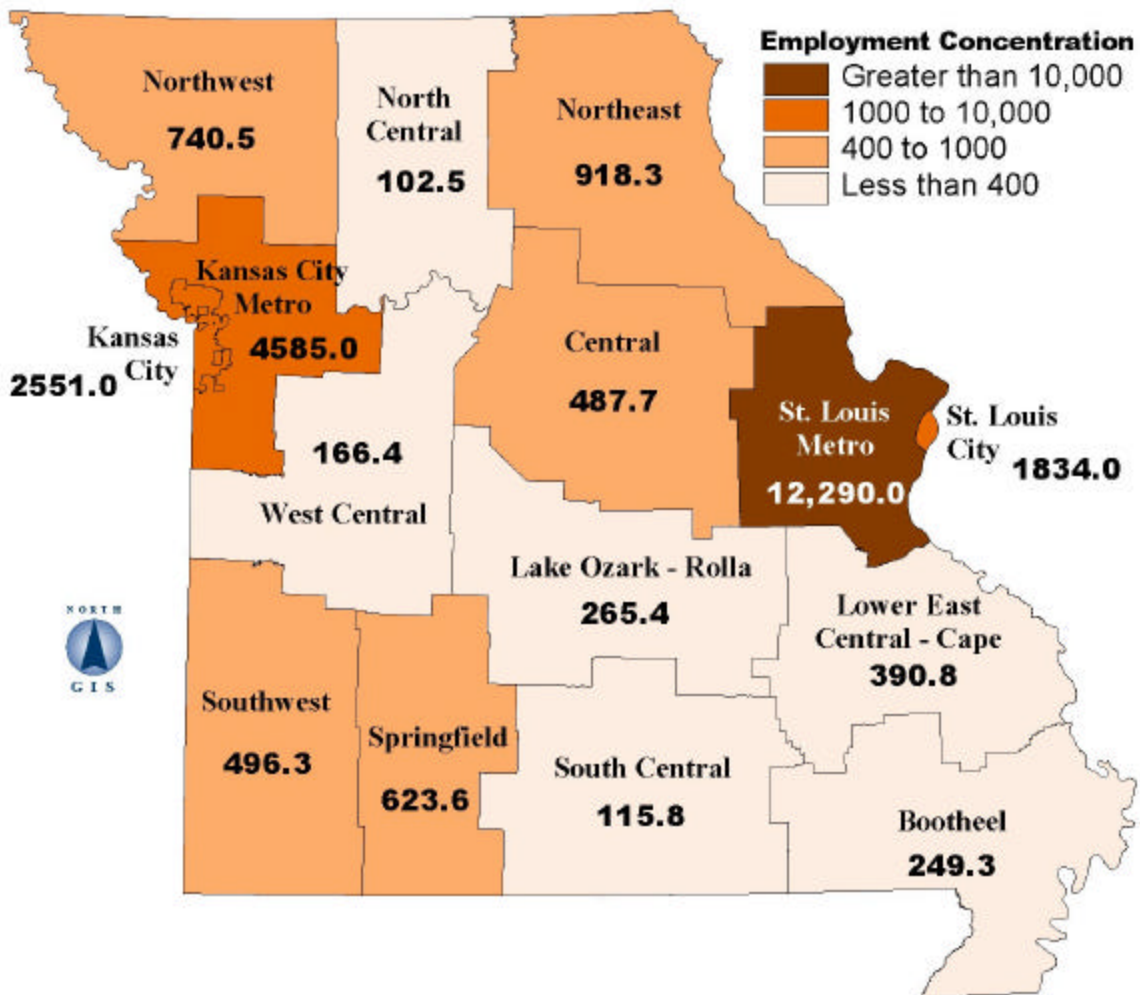 Employment Concentration
Greater than 10,000
1000 to 10,000
400 to 1000
Less than 400
Northwest
740.5
North
Central
102.5
Northeast
918.3
Kansas City
Metro
4585.0
Kansas
City
2551.0
Central
487.7
St. Louis
Metro
12,290.0
St. Louis
City
1834.0
166.4
West Central
Lake Ozark - Rolla
265.4
Lower East
Central - Cape
390.8
NORTH
GIS
Southwest
496.3
Springfield
623.6
South Central
115.8
Bootheel
249.3